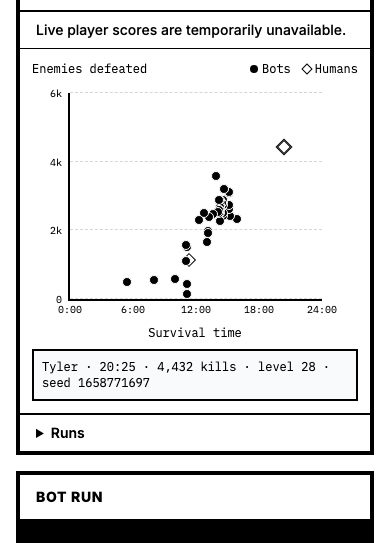 Live player scores are temporarily unavailable.
Enemies defeated
Bots Humans
6k
4k
2k
0
0:00 6:00 12:00 18:00 24:00
Survival time
Tyler · 20:25 · 4,432 kills · level 28 ·
seed 1658771697
Runs
BOT RUN